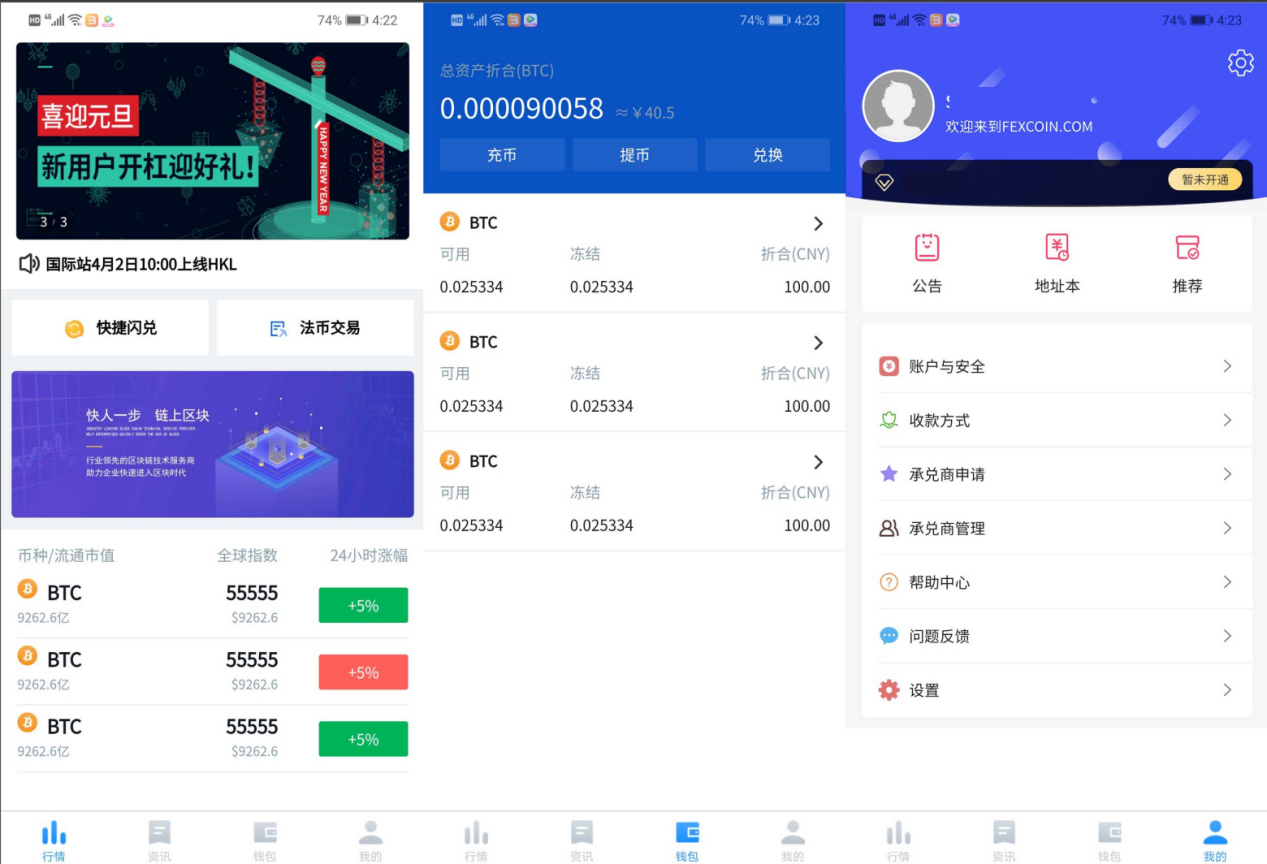 HD 4G 74% 4:22
喜迎元旦
新用户开杠迎好礼!
HAPPY NEW YEAR
3 / 3
国际站4月2日10:00上线HKL
快捷闪兑
法币交易
快人一步 链上区块
行业领先的区块链技术服务商
助力企业快速进入区块时代
币种/流通市值 全球指数 24小时涨幅
BTC 55555 +5%
9262.6亿 $9262.6
BTC 55555 +5%
9262.6亿 $9262.6
BTC 55555 +5%
9262.6亿 $9262.6
行情 资讯 钱包 我的
HD 4G 74% 4:23
总资产折合(BTC)
0.000090058 ≈￥40.5
充币 提币 兑换
BTC
可用 冻结 折合(CNY)
0.025334 0.025334 100.00
BTC
可用 冻结 折合(CNY)
0.025334 0.025334 100.00
BTC
可用 冻结 折合(CNY)
0.025334 0.025334 100.00
行情 资讯 钱包 我的
HD 4G 74% 4:23
欢迎来到FEXCOIN.COM
暂未开通
公告 地址本 推荐
账户与安全
收款方式
承兑商申请
承兑商管理
帮助中心
问题反馈
设置
行情 资讯 钱包 我的